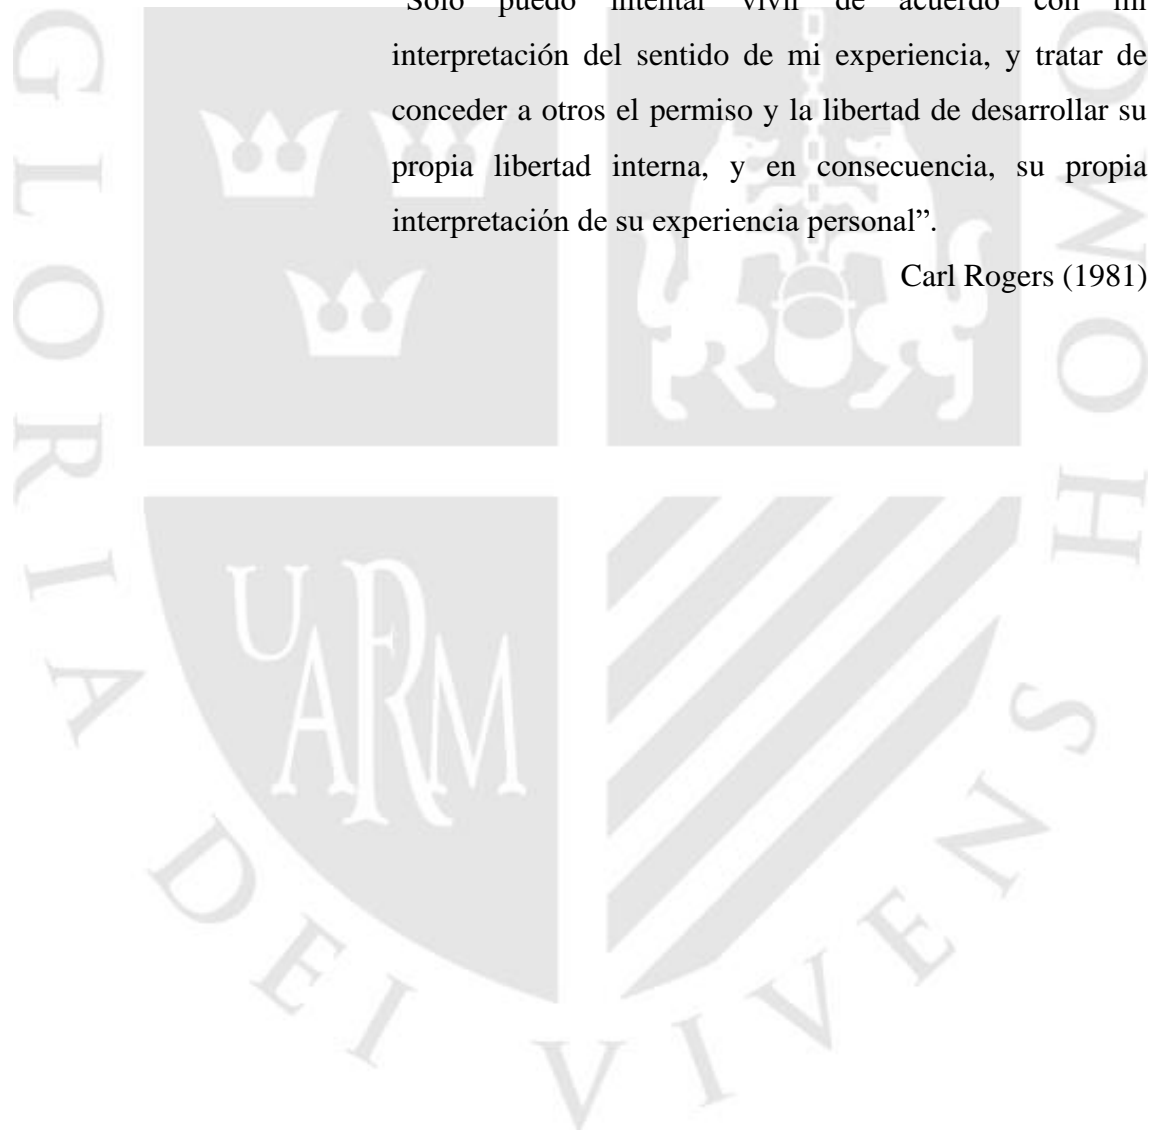 “Sólo puedo intentar vivir de acuerdo con mi
interpretación del sentido de mi experiencia, y tratar de
conceder a otros el permiso y la libertad de desarrollar su
propia libertad interna, y en consecuencia, su propia
interpretación de su experiencia personal”.
Carl Rogers (1981)
GLORIA DEI VIVENS HOMO
UARM